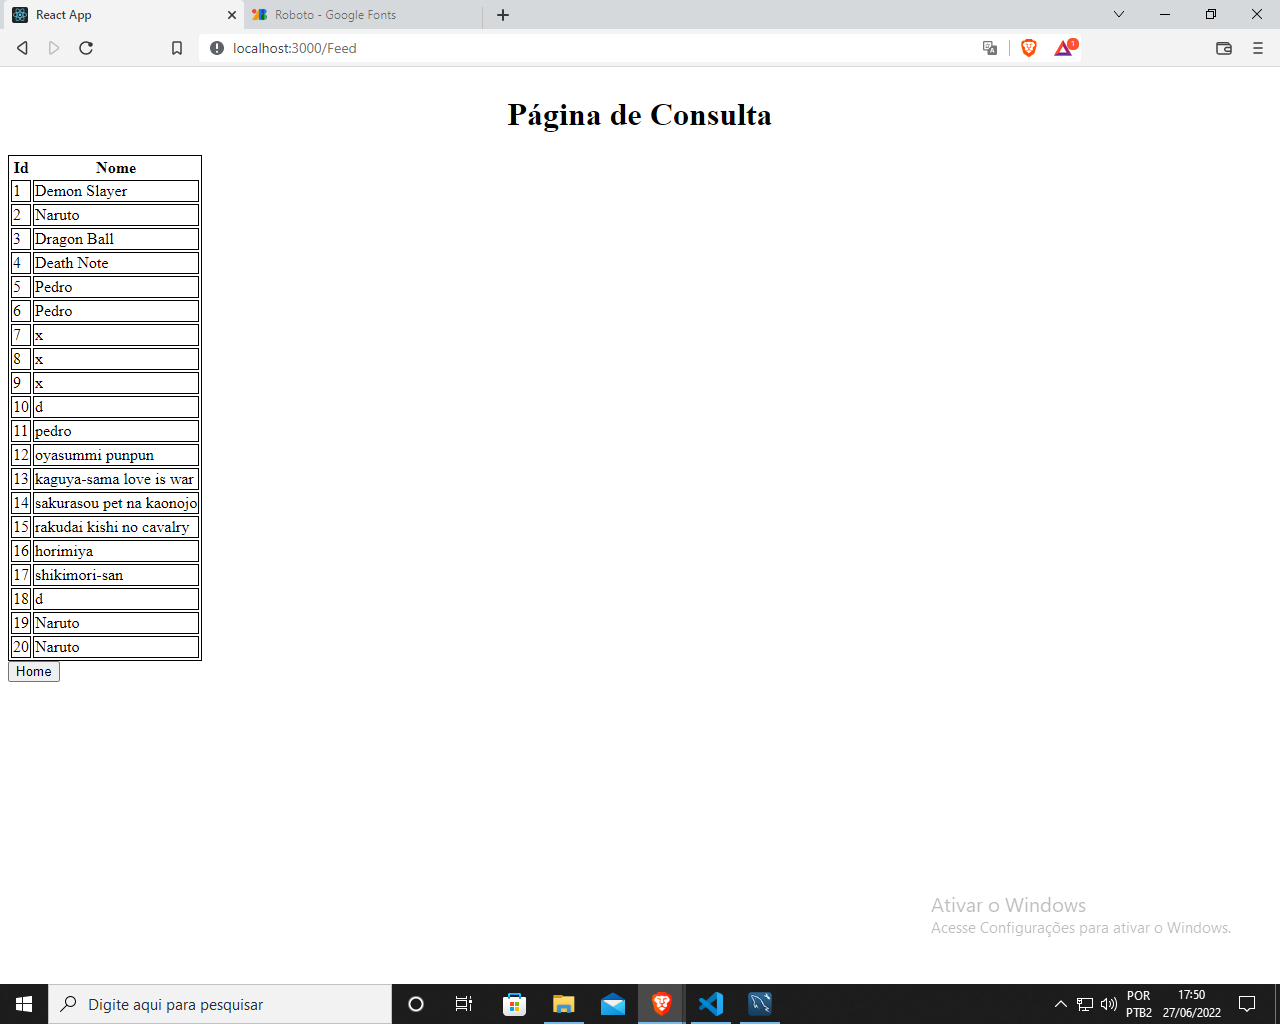 React App
Roboto - Google Fonts
localhost:3000/Feed
1
Página de Consulta
Id Nome
1 Demon Slayer
2 Naruto
3 Dragon Ball
4 Death Note
5 Pedro
6 Pedro
7 x
8 x
9 x
10 d
11 pedro
12 oyasummi punpun
13 kaguya-sama love is war
14 sakurasou pet na kaonojo
15 rakudai kishi no cavalry
16 horimiya
17 shikimori-san
18 d
19 Naruto
20 Naruto
Home
Ativar o Windows
Acesse Configurações para ativar o Windows.
Digite aqui para pesquisar
POR
PTB2
17:50
27/06/2022